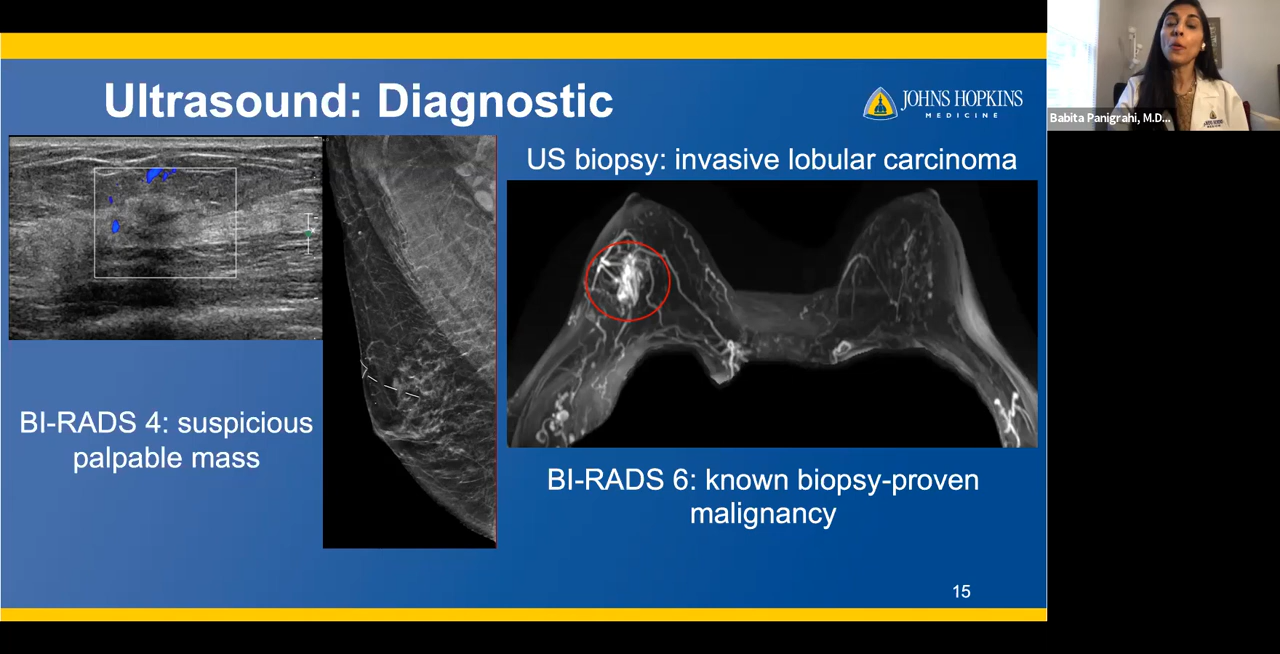 Ultrasound: Diagnostic
JOHNS HOPKINS
MEDICINE
Babita Panigrahi, M.D...
US biopsy: invasive lobular carcinoma
BI-RADS 4: suspicious
palpable mass
BI-RADS 6: known biopsy-proven
malignancy
15